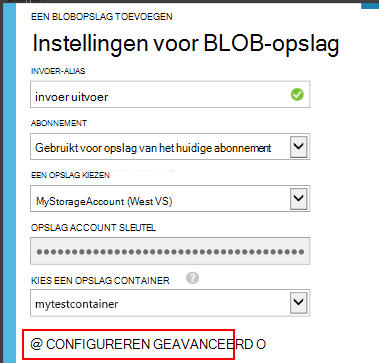 EEN BLOBOPSLAG TOEVOEGEN
Instellingen voor BLOB-opslag
INVOER-ALIAS
invoer uitvoer
ABONNEMENT
Gebruikt voor opslag van het huidige abonnement
EEN OPSLAG KIEZEN
MyStorageAccount (West VS)
OPSLAG ACCOUNT SLEUTEL
KIES EEN OPSLAG CONTAINER
mytestcontainer
@ CONFIGUREREN GEAVANCEERD O